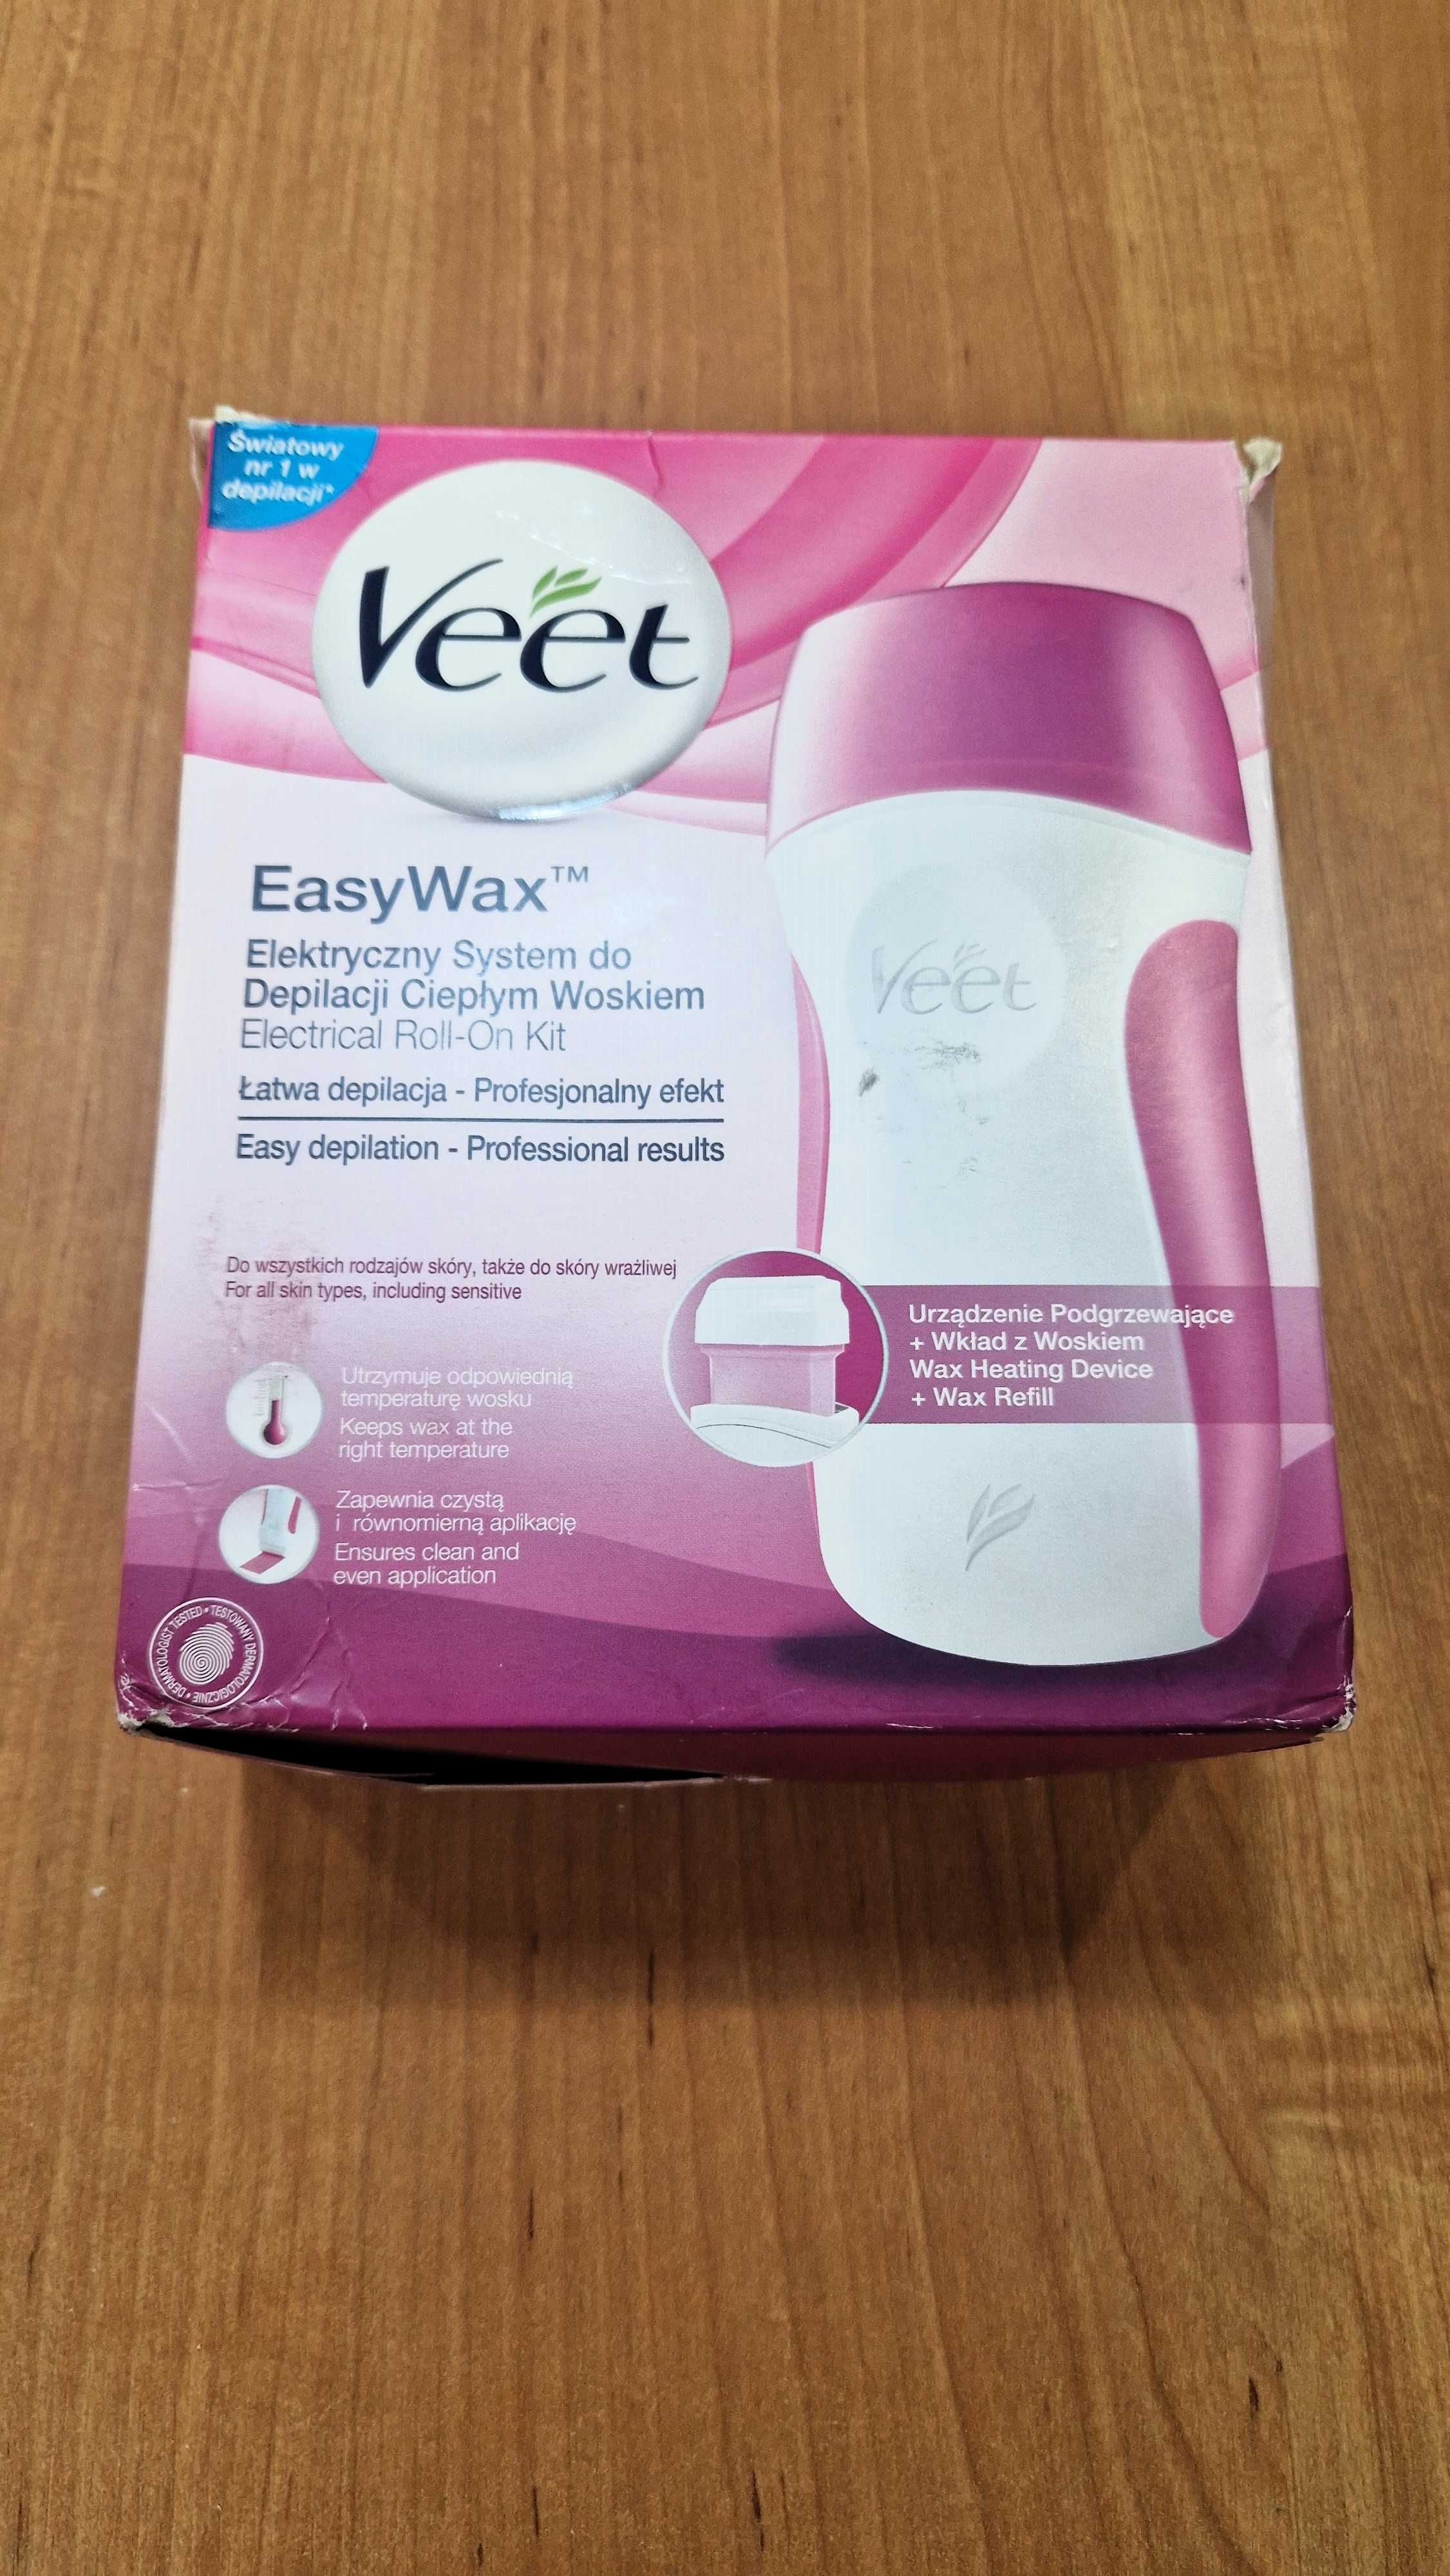 Światowy
nr 1 w
depilacji*
Veet
EasyWax™
Elektryczny System do
Depilacji Ciepłym Woskiem
Electrical Roll-On Kit
Łatwa depilacja - Profesjonalny efekt
Easy depilation - Professional results
Veet
Do wszystkich rodzajów skóry, także do skóry wrażliwej
For all skin types, including sensitive
Urządzenie Podgrzewające
+ Wkład z Woskiem
Wax Heating Device
+ Wax Refill
Utrzymuje odpowiednią
temperaturę wosku
Keeps wax at the
right temperature
Zapewnia czystą
i równomierną aplikację
Ensures clean and
even application
DERMATOLOGIST TESTED • TESTOWANY DERMATOLOGICZNIE •